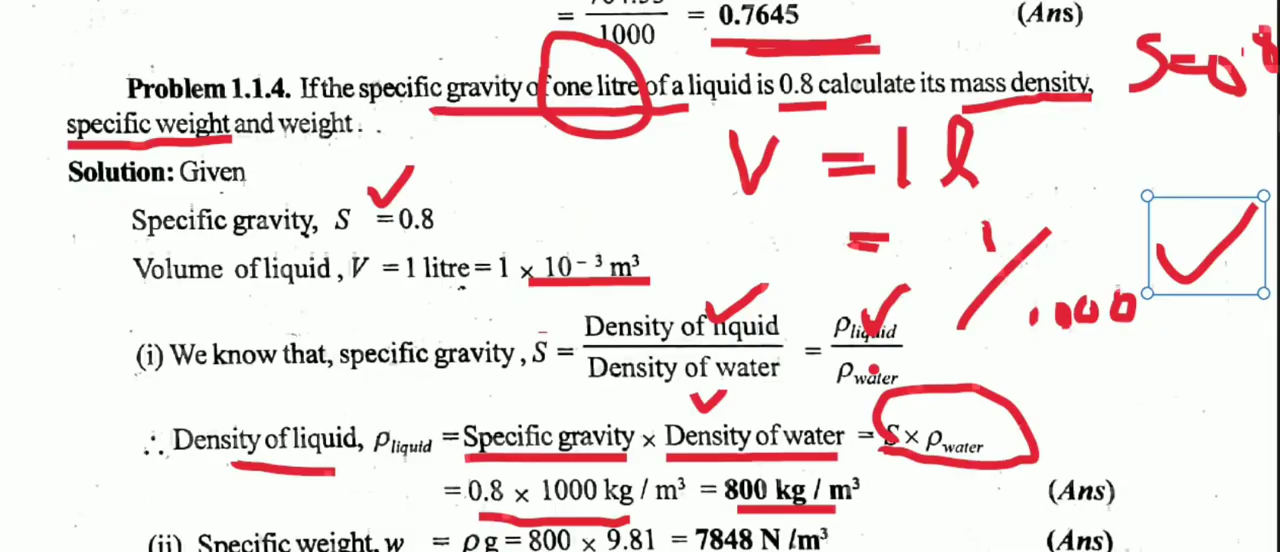 = = 0.7645 (Ans)
1000
Problem 1.1.4. If the specific gravity of one litre of a liquid is 0.8 calculate its mass density, S=0.8
specific weight and weight.
V = 1 l
Solution: Given
Specific gravity, S = 0.8
= 1/1000
Volume of liquid, V = 1 litre = 1 × 10⁻³ m³
(i) We know that, specific gravity, S = Density of liquid / Density of water = ρliquid / ρwater
∴ Density of liquid, ρliquid = Specific gravity × Density of water = S × ρwater
= 0.8 × 1000 kg / m³ = 800 kg / m³ (Ans)
(ii) Specific weight, w = ρg = 800 × 9.81 = 7848 N /m³ (Ans)